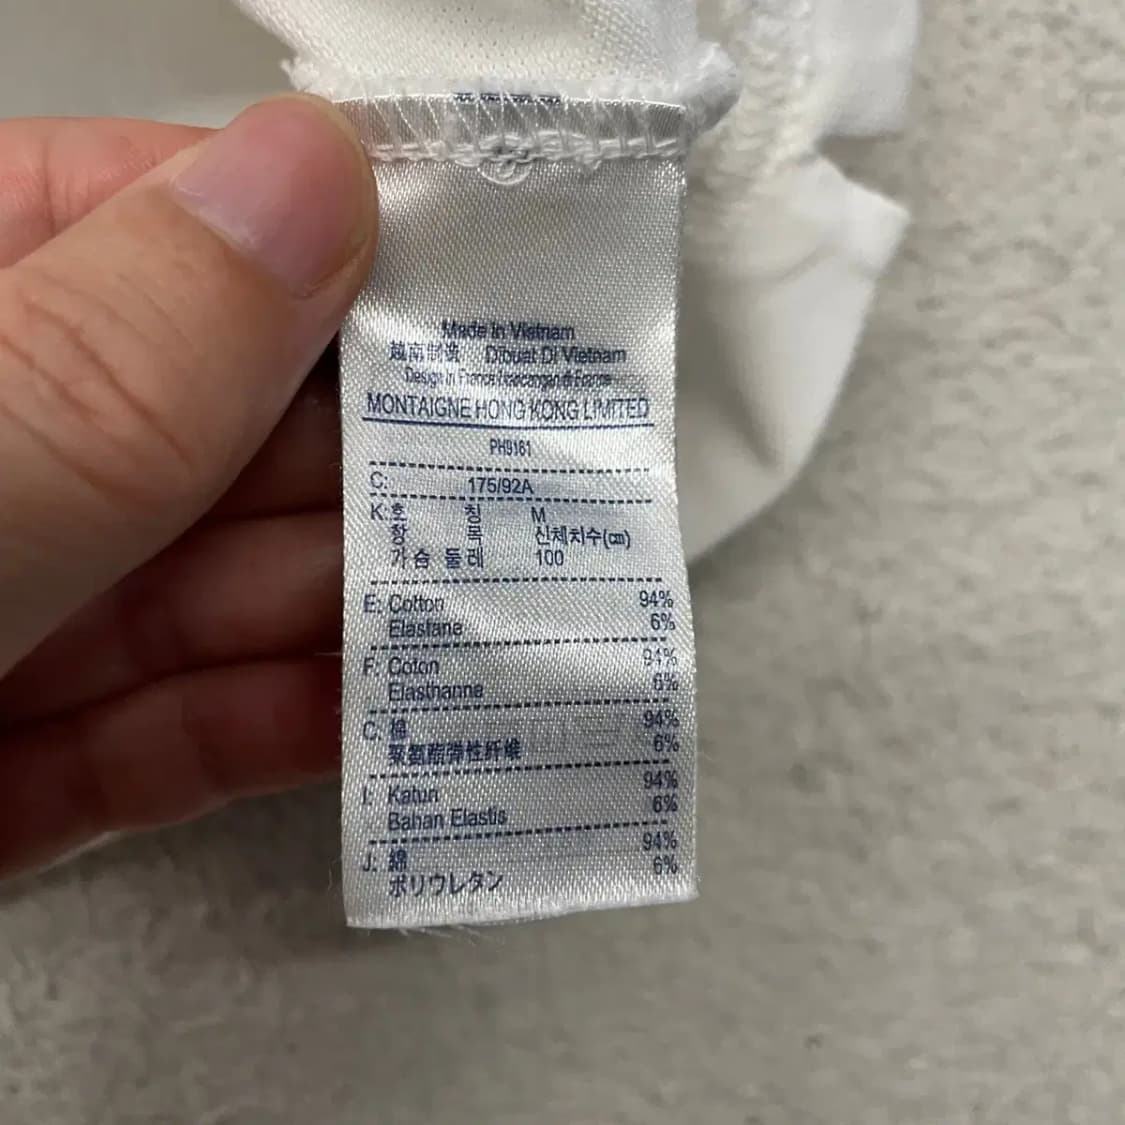 Made In Vietnam
越南制造 Dibuat Di Vietnam
Design in France/rancangan di France
MONTAIGNE HONG KONG LIMITED
PH9161
C: 175/92A
K: 호 칭 M
항 목 신체치수(㎝)
가슴 둘레 100
E: Cotton 94%
Elastana 6%
F: Coton 94%
Elasthanne 6%
C: 棉 94%
聚氨酯弹性纤维 6%
I: Katun 94%
Bahan Elastis 6%
J: 綿 94%
ポリウレタン 6%